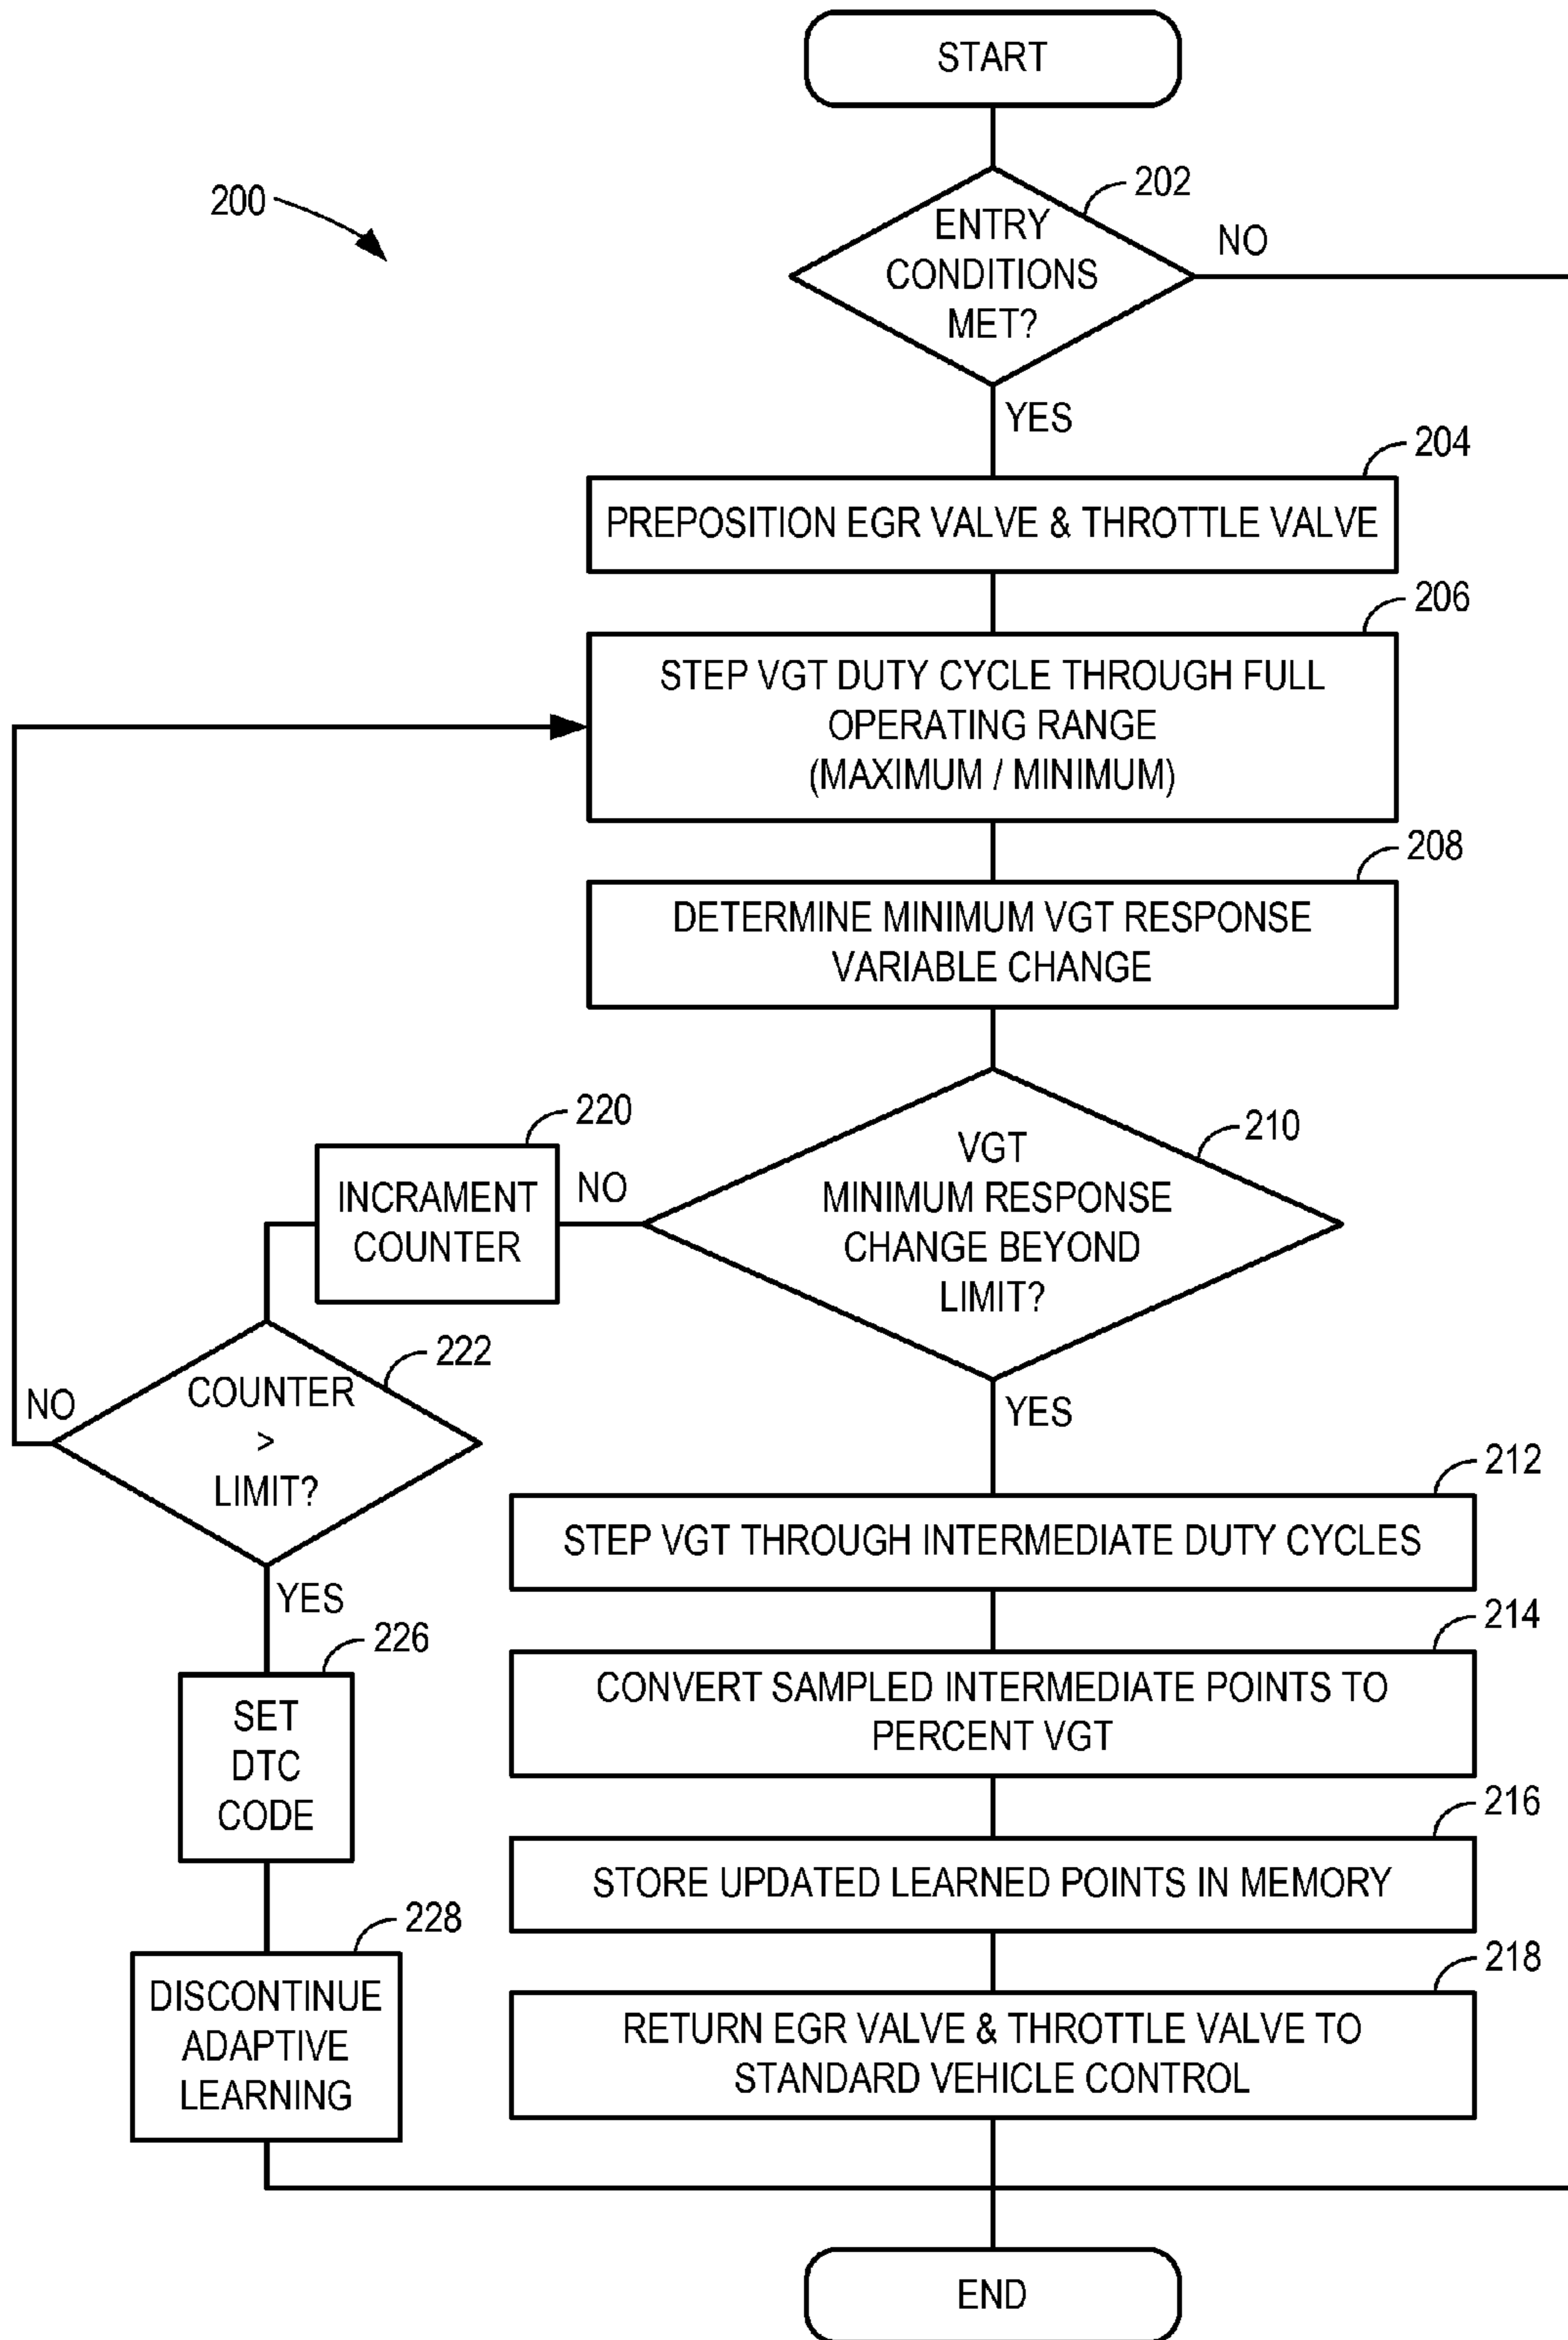 START
200
202
ENTRY
CONDITIONS
MET?
NO
YES
204
PREPOSITION EGR VALVE & THROTTLE VALVE
206
STEP VGT DUTY CYCLE THROUGH FULL
OPERATING RANGE
(MAXIMUM / MINIMUM)
208
DETERMINE MINIMUM VGT RESPONSE
VARIABLE CHANGE
210
VGT
MINIMUM RESPONSE
CHANGE BEYOND
LIMIT?
NO
220
INCRAMENT
COUNTER
222
COUNTER
>
LIMIT?
NO
YES
226
SET
DTC
CODE
228
DISCONTINUE
ADAPTIVE
LEARNING
YES
212
STEP VGT THROUGH INTERMEDIATE DUTY CYCLES
214
CONVERT SAMPLED INTERMEDIATE POINTS TO
PERCENT VGT
216
STORE UPDATED LEARNED POINTS IN MEMORY
218
RETURN EGR VALVE & THROTTLE VALVE TO
STANDARD VEHICLE CONTROL
END